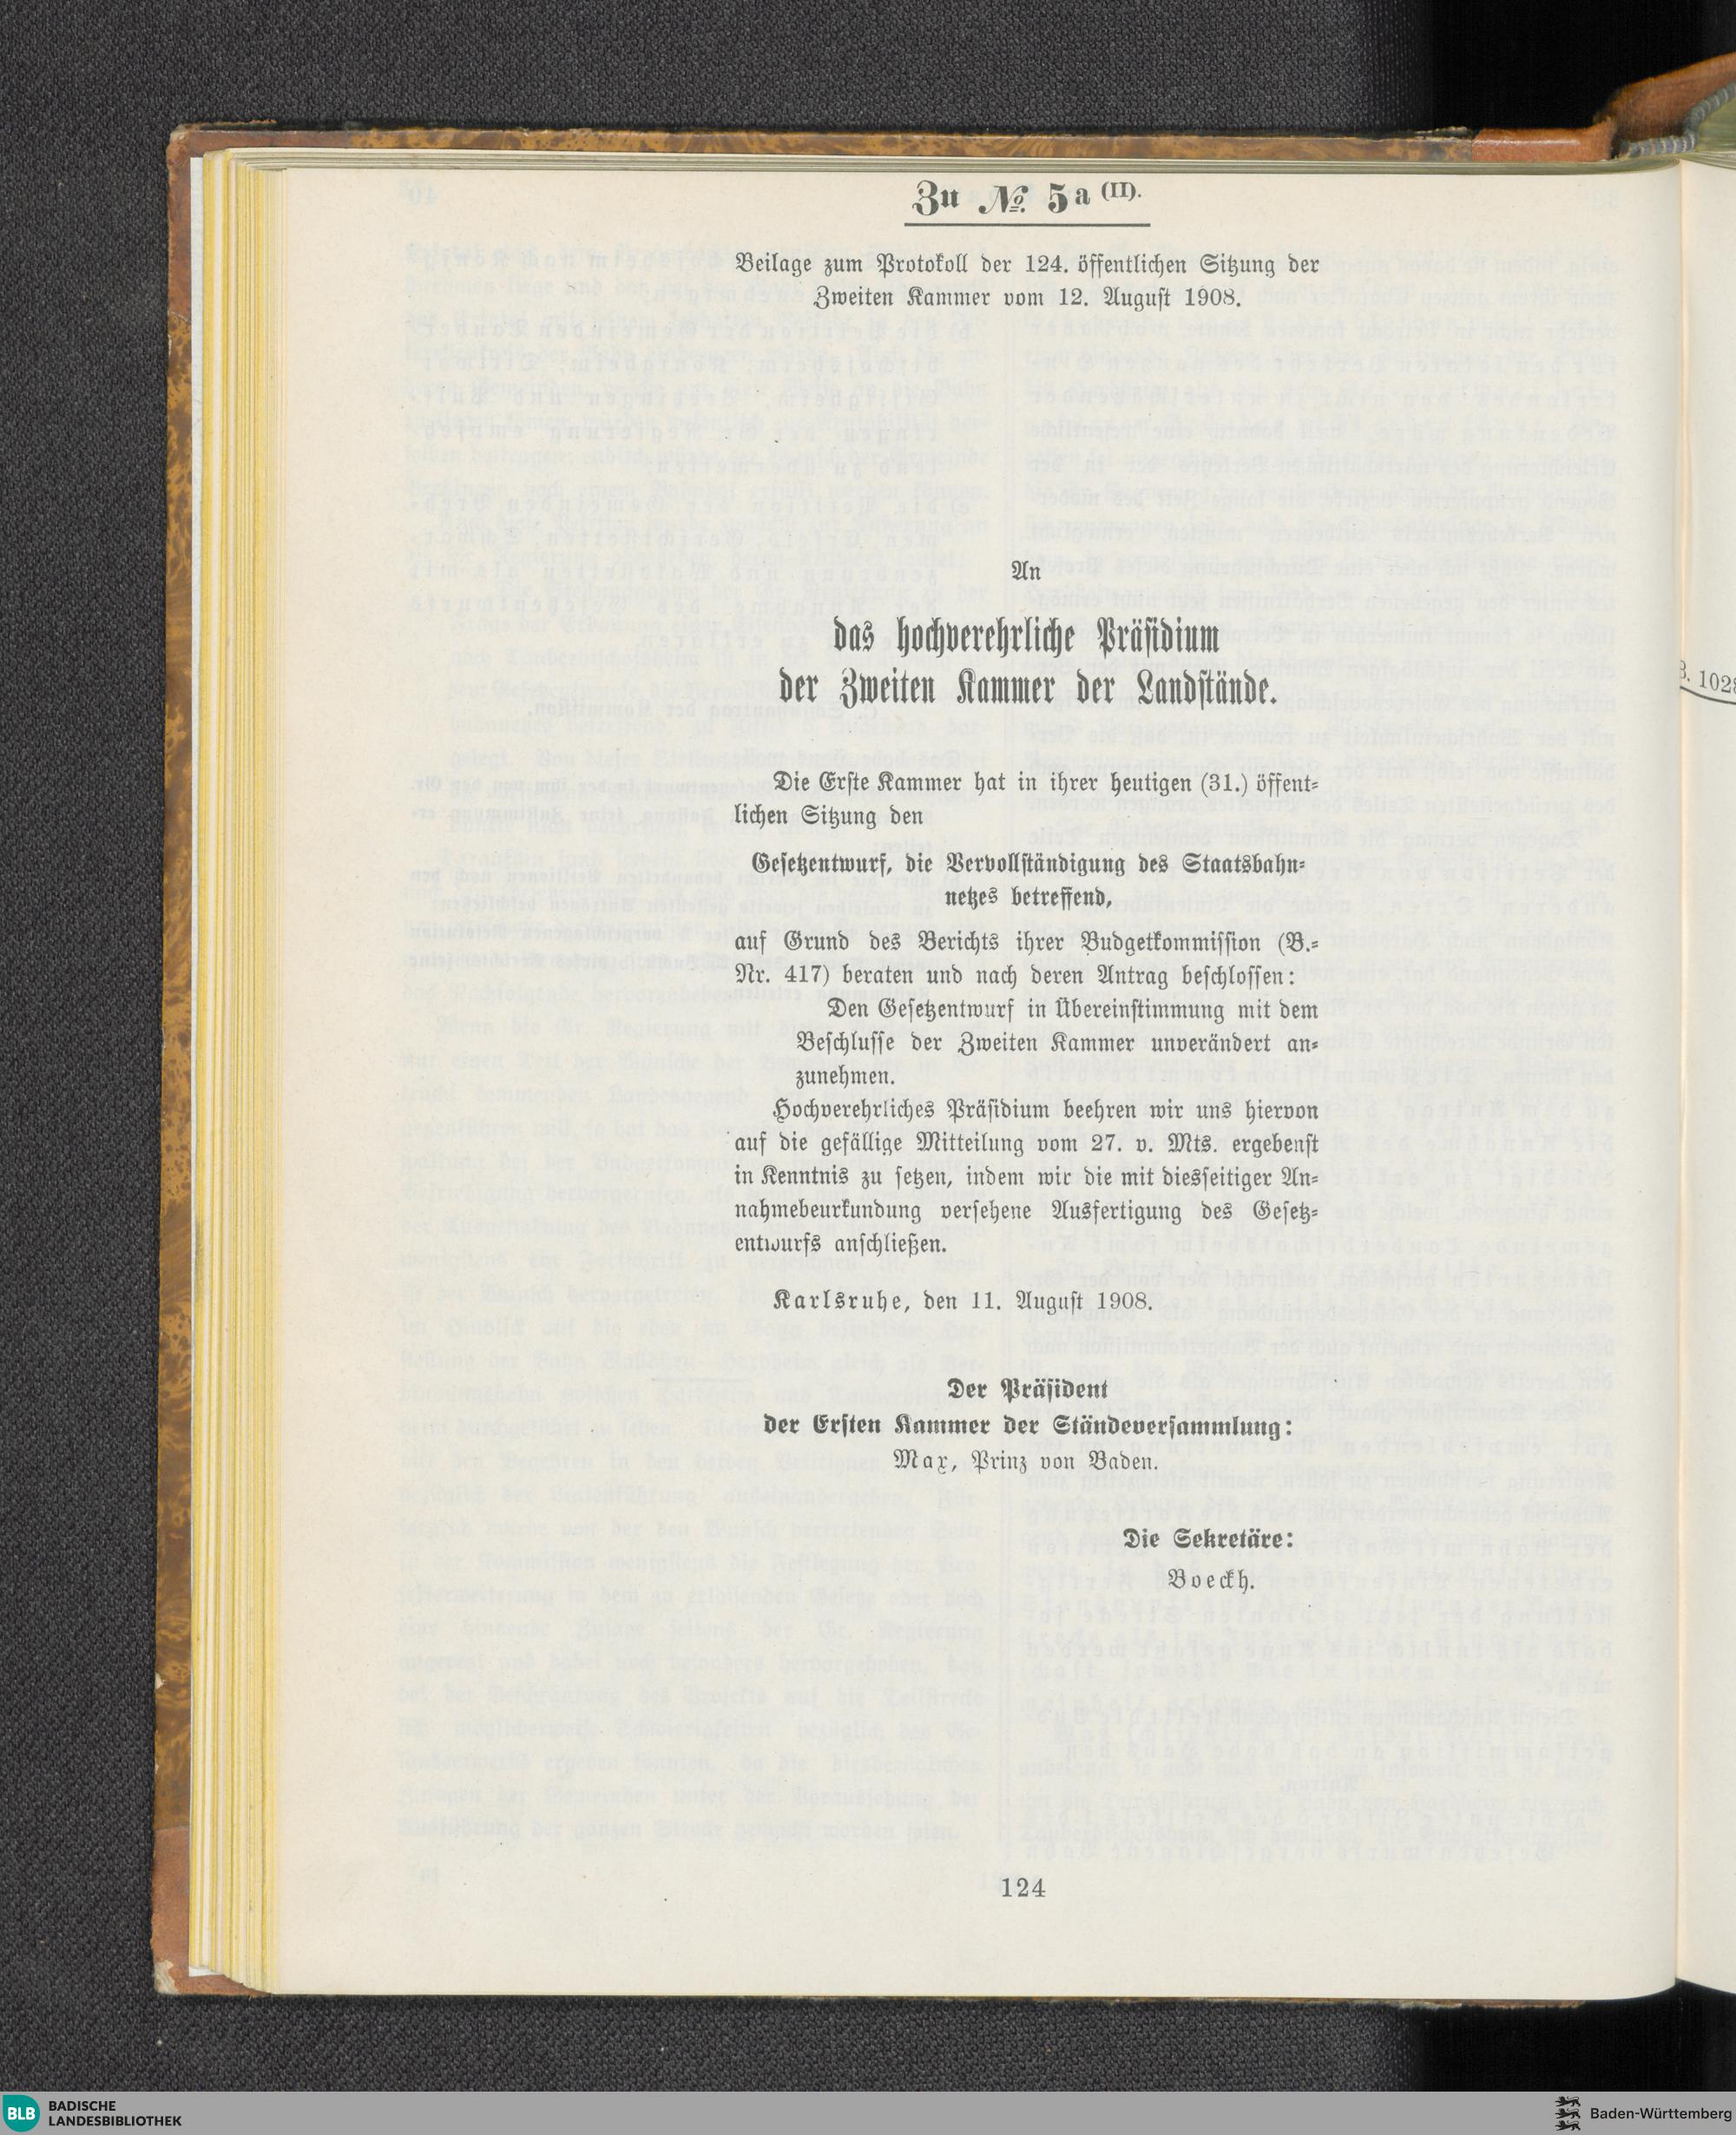 Zu № 5a (II).
Beilage zum Protokoll der 124. öffentlichen Sitzung der
Zweiten Kammer vom 12. August 1908.
An
das hochverehrliche Präsidium
der Zweiten Kammer der Landstände.
Die Erste Kammer hat in ihrer heutigen (31.) öffent-
lichen Sitzung den
Gesetzentwurf, die Vervollständigung des Staatsbahn-
netzes betreffend,
auf Grund des Berichts ihrer Budgetkommission (B.-
Nr. 417) beraten und nach deren Antrag beschlossen:
Den Gesetzentwurf in Übereinstimmung mit dem
Beschlusse der Zweiten Kammer unverändert an-
zunehmen.
Hochverehrliches Präsidium beehren wir uns hiervon
auf die gefällige Mitteilung vom 27. v. Mts. ergebenst
in Kenntnis zu setzen, indem wir die mit diesseitiger An-
nahmebeurkundung versehene Ausfertigung des Gesetz-
entwurfs anschließen.
Karlsruhe, den 11. August 1908.
Der Präsident
der Ersten Kammer der Ständeversammlung:
Max, Prinz von Baden.
Die Sekretäre:
Boeckh.
124
B. 1028
BLB BADISCHE
LANDESBIBLIOTHEK
Baden-Württemberg